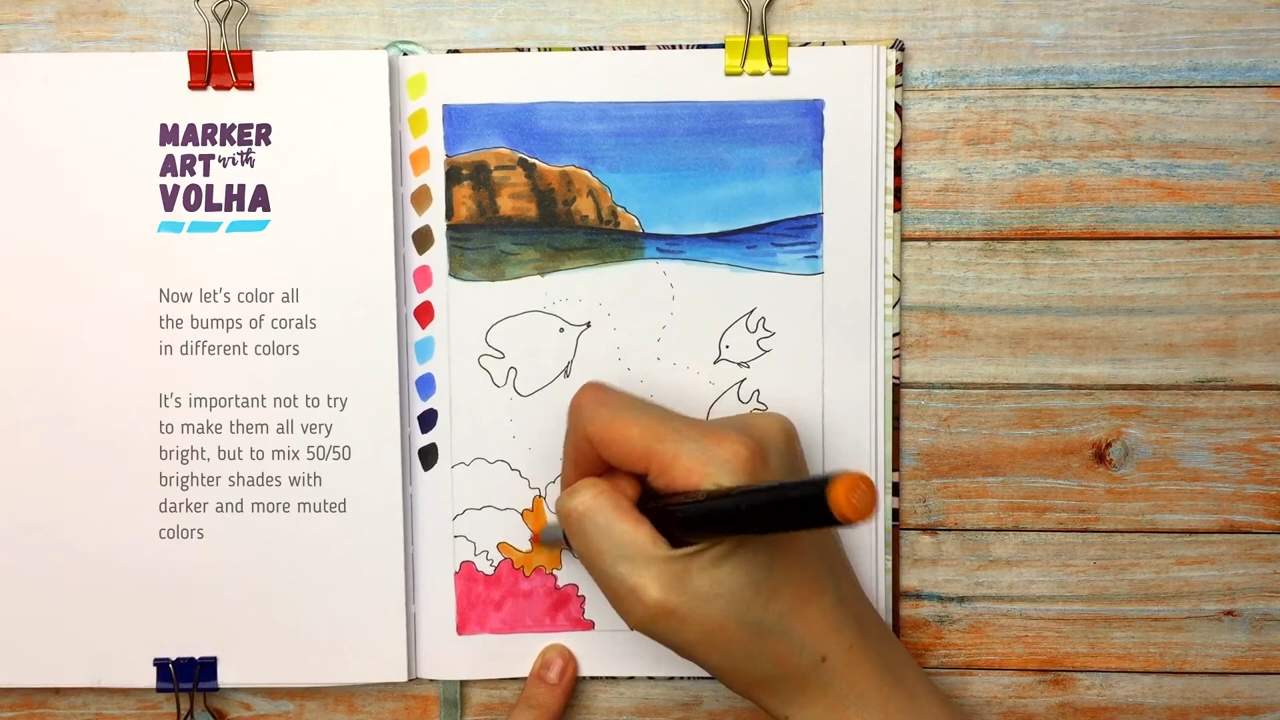 MARKER
ART with
VOLHA
Now let's color all
the bumps of corals
in different colors
It's important not to try
to make them all very
bright, but to mix 50/50
brighter shades with
darker and more muted
colors